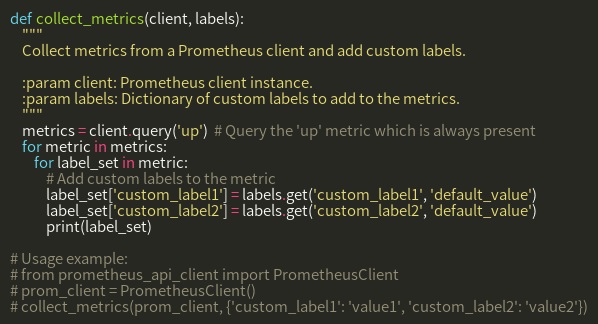 def collect_metrics(client, labels):
    """
    Collect metrics from a Prometheus client and add custom labels.

    :param client: Prometheus client instance.
    :param labels: Dictionary of custom labels to add to the metrics.
    """
    metrics = client.query('up')  # Query the 'up' metric which is always present
    for metric in metrics:
        for label_set in metric:
            # Add custom labels to the metric
            label_set['custom_label1'] = labels.get('custom_label1', 'default_value')
            label_set['custom_label2'] = labels.get('custom_label2', 'default_value')
            print(label_set)

# Usage example:
# from prometheus_api_client import PrometheusClient
# prom_client = PrometheusClient()
# collect_metrics(prom_client, {'custom_label1': 'value1', 'custom_label2': 'value2'})